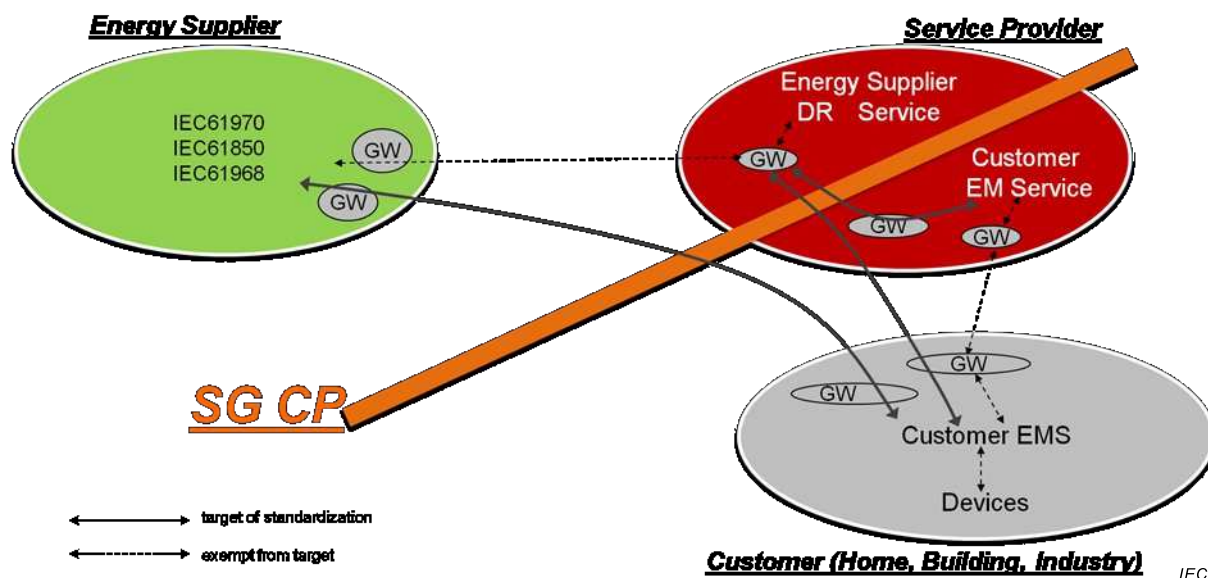 Energy Supplier
Service Provider
IEC61970
IEC61850
IEC61968
GW
GW
Energy Supplier
DR Service
GW
Customer
EM Service
GW
GW
SG CP
GW
GW
Customer EMS
Devices
target of standardization
exempt from target
Customer (Home, Building, Industry)
IEC